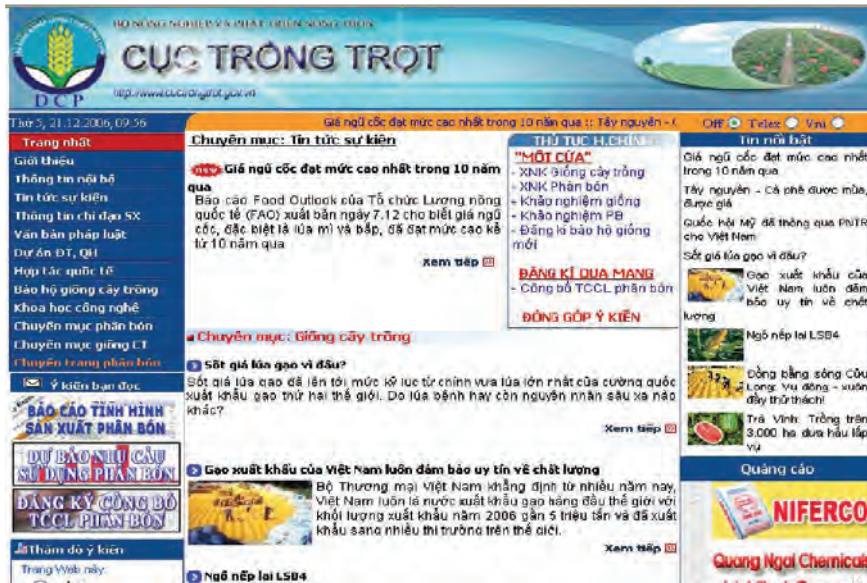 BỘ NÔNG NGHIỆP VÀ PHÁT TRIỂN NÔNG THÔN
CỤC TRỒNG TRỌT
http://www.cuctrongtrot.gov.vn
DCP
Thứ 5, 21.12.2006, 09:56
Giá ngũ cốc đạt mức cao nhất trong 10 năm qua :: Tây nguyên - C
Off Telex Vni
Trang nhất
Giới thiệu
Thông tin nội bộ
Tin tức sự kiện
Thông tin chỉ đạo SX
Văn bản pháp luật
Dự án ĐT, QH
Hợp tác quốc tế
Bảo hộ giống cây trồng
Khoa học công nghệ
Chuyên mục phân bón
Chuyên mục giống CT
Chuyên trang phân bón
Ý kiến bạn đọc
BÁO CÁO TÌNH HÌNH
SẢN XUẤT PHÂN BÓN
DỰ BÁO NHU CẦU
SỬ DỤNG PHÂN BÓN
ĐĂNG KÝ CÔNG BỐ
TCCL PHÂN BÓN
Thăm dò ý kiến
Trang Web này:
Chuyên mục: Tin tức sự kiện
new Giá ngũ cốc đạt mức cao nhất trong 10 năm
qua
Báo cáo Food Outlook của Tổ chức Lương nông
quốc tế (FAO) xuất bản ngày 7.12 cho biết giá ngũ
cốc, đặc biệt là lúa mì và bắp, đã đạt mức cao kể
từ 10 năm qua
Xem tiếp
THỦ TỤC H.CHÍNH
"MỘT CỬA"
- XNK Giống cây trồng
- XNK Phân bón
- Khảo nghiệm giống
- Khảo nghiệm PB
- Đăng kí bảo hộ giống
mới
ĐĂNG KÍ QUA MẠNG
- Công bố TCCL phân bón
ĐÓNG GÓP Ý KIẾN
Chuyên mục: Giống cây trồng
Sốt giá lúa gạo vì đâu?
Sốt giá lúa gạo đã lên tới mức kỷ lục từ chính vựa lúa lớn nhất của cường quốc
xuất khẩu gạo thứ hai thế giới. Do lúa bệnh hay còn nguyên nhân sâu xa nào
khác?
Xem tiếp
Gạo xuất khẩu của Việt Nam luôn đảm bảo uy tín về chất lượng
Bộ Thương mại Việt Nam khẳng định từ nhiều năm nay,
Việt Nam luôn là nước xuất khẩu gạo hàng đầu thế giới với
khối lượng xuất khẩu năm 2006 gần 5 triệu tấn và đã xuất
khẩu sang nhiều thị trường trên thế giới.
Xem tiếp
Ngô nếp lai LSB4
Tin nổi bật
Giá ngũ cốc đạt mức cao nhất
trong 10 năm qua
Tây nguyên - Cà phê được mùa,
được giá
Quốc hội Mỹ đã thông qua PNTR
cho Việt Nam
Sốt giá lúa gạo vì đâu?
Gạo xuất khẩu của
Việt Nam luôn đảm
bảo uy tín về chất
lượng
Ngô nếp lai LSB4
Đồng bằng sông Cửu
Long: Vụ đông - xuân
đầy thử thách!
Trà Vinh: Trồng trên
3.000 ha dưa hấu lấp
vụ
Quảng cáo
NIFERCO
Quang Ngai Chemical